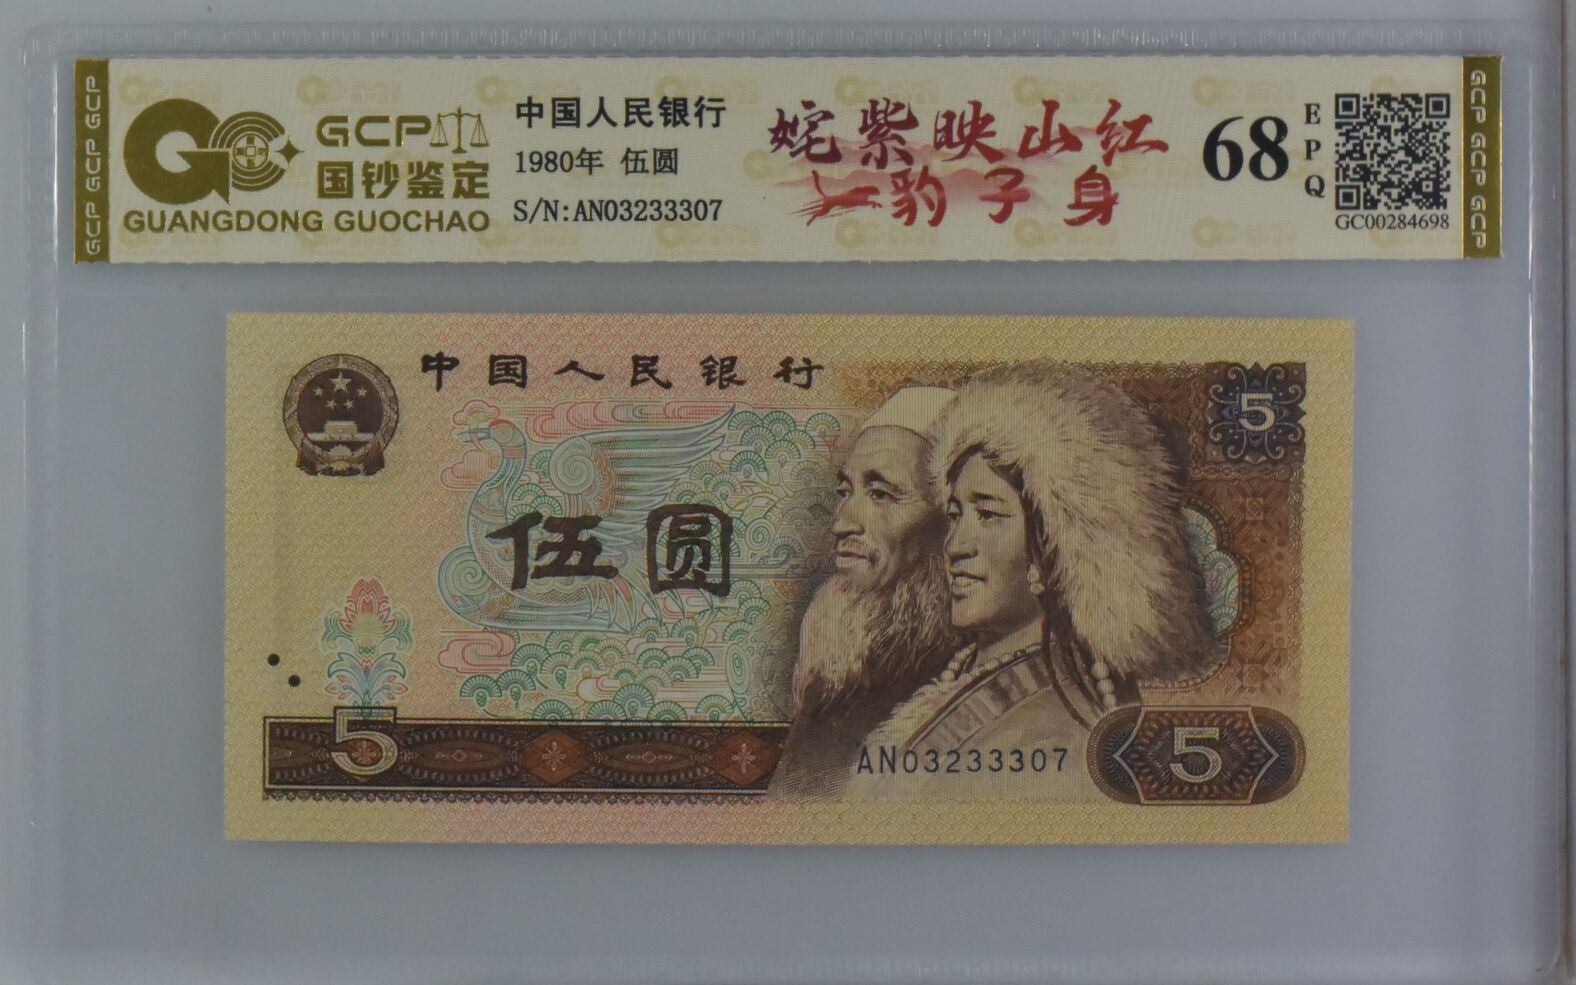 GCP GCP GCP
GCP
国钞鉴定
GUANGDONG GUOCHAO
中国人民银行
1980年 伍圆
S/N:AN03233307
姹紫映山红
豹子身
68
EPQ
GC00284698
GCP GCP GCP
中国人民银行
5
伍圆
5
AN03233307
5